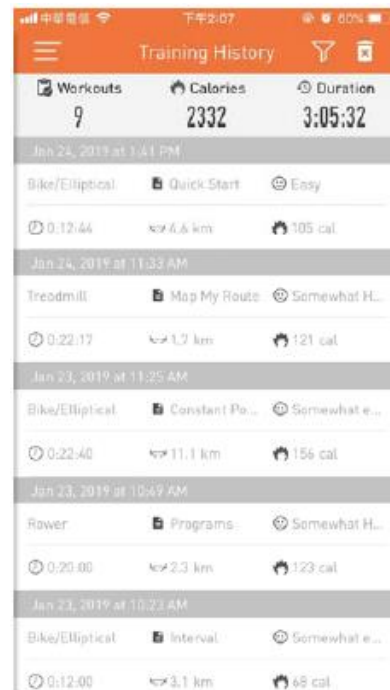 中華電信 下午2:07 60%
Training History
Workouts Calories Duration
9 2332 3:05:32
Jan 24, 2019 at 1:41 PM
Bike/Elliptical Quick Start Easy
0:12:44 4.6 km 105 cal
Jan 24, 2019 at 11:33 AM
Treadmill Map My Route Somewhat H...
0:22:17 1.7 km 121 cal
Jan 23, 2019 at 11:25 AM
Bike/Elliptical Constant Po... Somewhat e...
0:22:40 11.1 km 156 cal
Jan 23, 2019 at 10:49 AM
Rower Programs Somewhat H...
0:20:00 2.3 km 123 cal
Jan 23, 2019 at 10:23 AM
Bike/Elliptical Interval Somewhat e...
0:12:00 3.1 km 68 cal